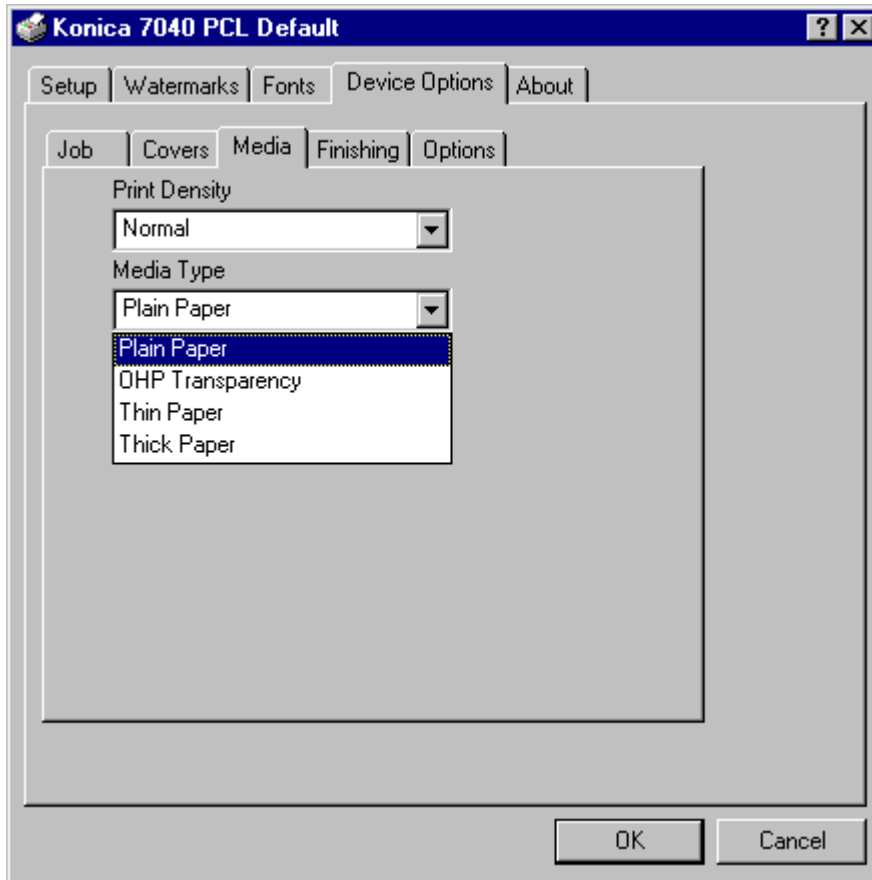 Konica 7040 PCL Default
Setup Watermarks Fonts Device Options About
Job Covers Media Finishing Options
Print Density
Normal
Media Type
Plain Paper
Plain Paper
OHP Transparency
Thin Paper
Thick Paper
OK Cancel